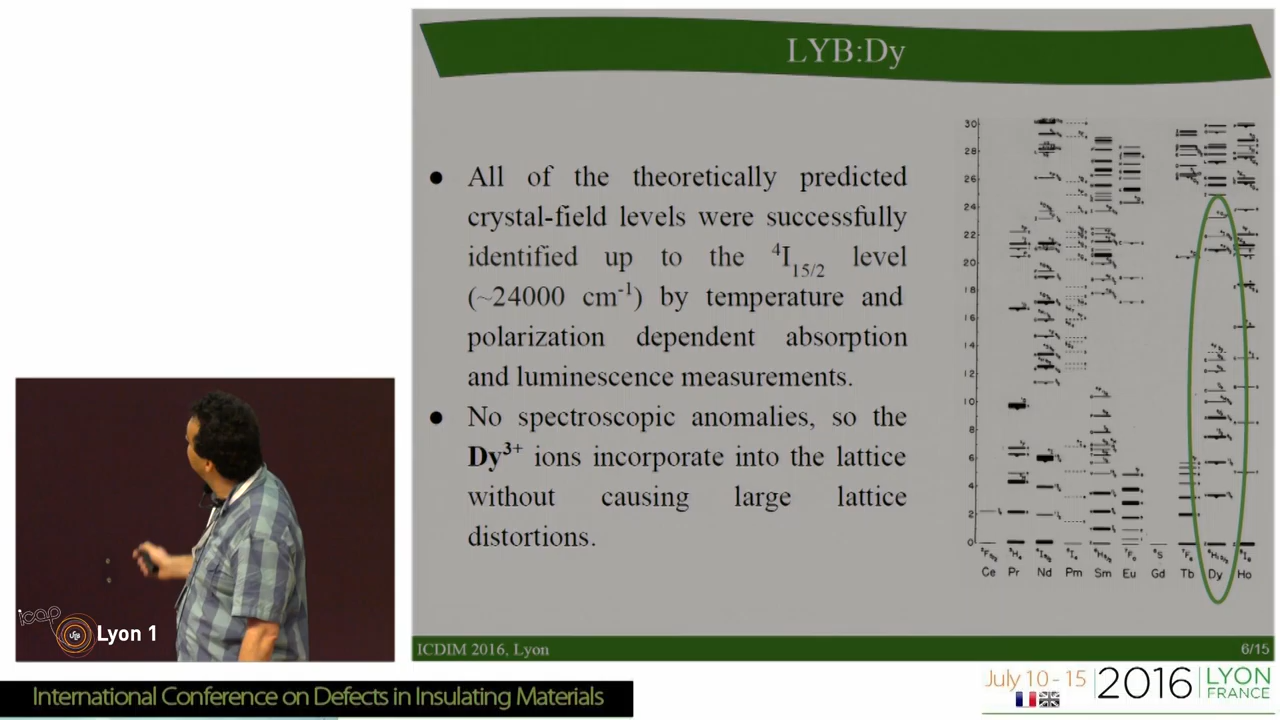 LYB:Dy
● All of the theoretically predicted
crystal-field levels were successfully
identified up to the ⁴I₁₅/₂ level
(~24000 cm⁻¹) by temperature and
polarization dependent absorption
and luminescence measurements.
● No spectroscopic anomalies, so the
Dy³⁺ ions incorporate into the lattice
without causing large lattice
distortions.
30
28
26
24
22
20
18
16
14
12
10
8
6
4
2
0
Ce Pr Nd Pm Sm Eu Gd Tb Dy Ho
ICDIM 2016, Lyon 6/15
icap
Lyon 1
International Conference on Defects in Insulating Materials
July 10 - 15 2016 LYON
FRANCE